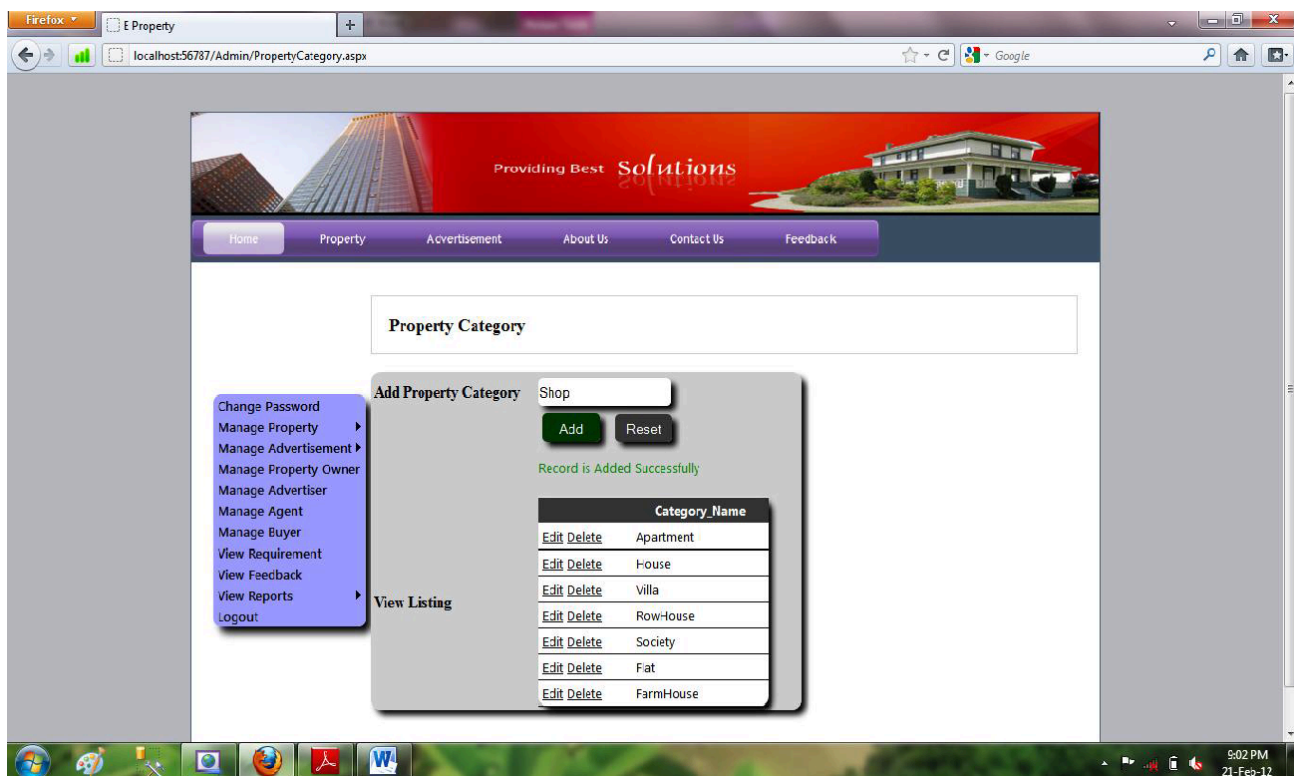 Firefox
E Property
localhost:56787/Admin/PropertyCategory.aspx
Google
Providing Best Solutions
Home Property Advertisement About Us Contact Us Feedback
Property Category
Change Password
Manage Property
Manage Advertisement
Manage Property Owner
Manage Advertiser
Manage Agent
Manage Buyer
View Requirement
View Feedback
View Reports
Logout
Add Property Category Shop
Add Reset
Record is Added Successfully
View Listing
Category_Name
Edit Delete Apartment
Edit Delete House
Edit Delete Villa
Edit Delete RowHouse
Edit Delete Society
Edit Delete Flat
Edit Delete FarmHouse
9:02 PM
21-Feb-12